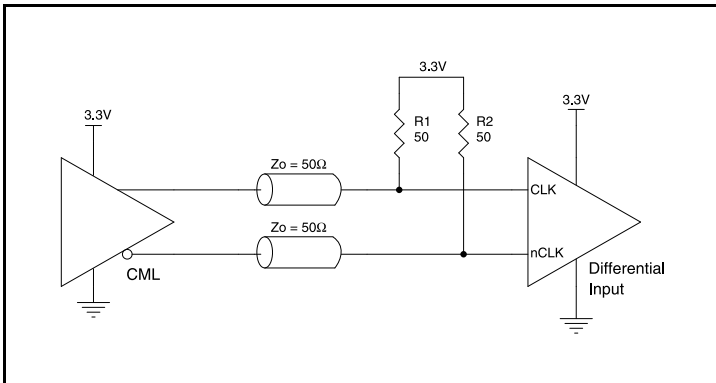 3.3V
3.3V
3.3V
R1
50
R2
50
Zo = 50Ω
CLK
Zo = 50Ω
nCLK
CML
Differential
Input